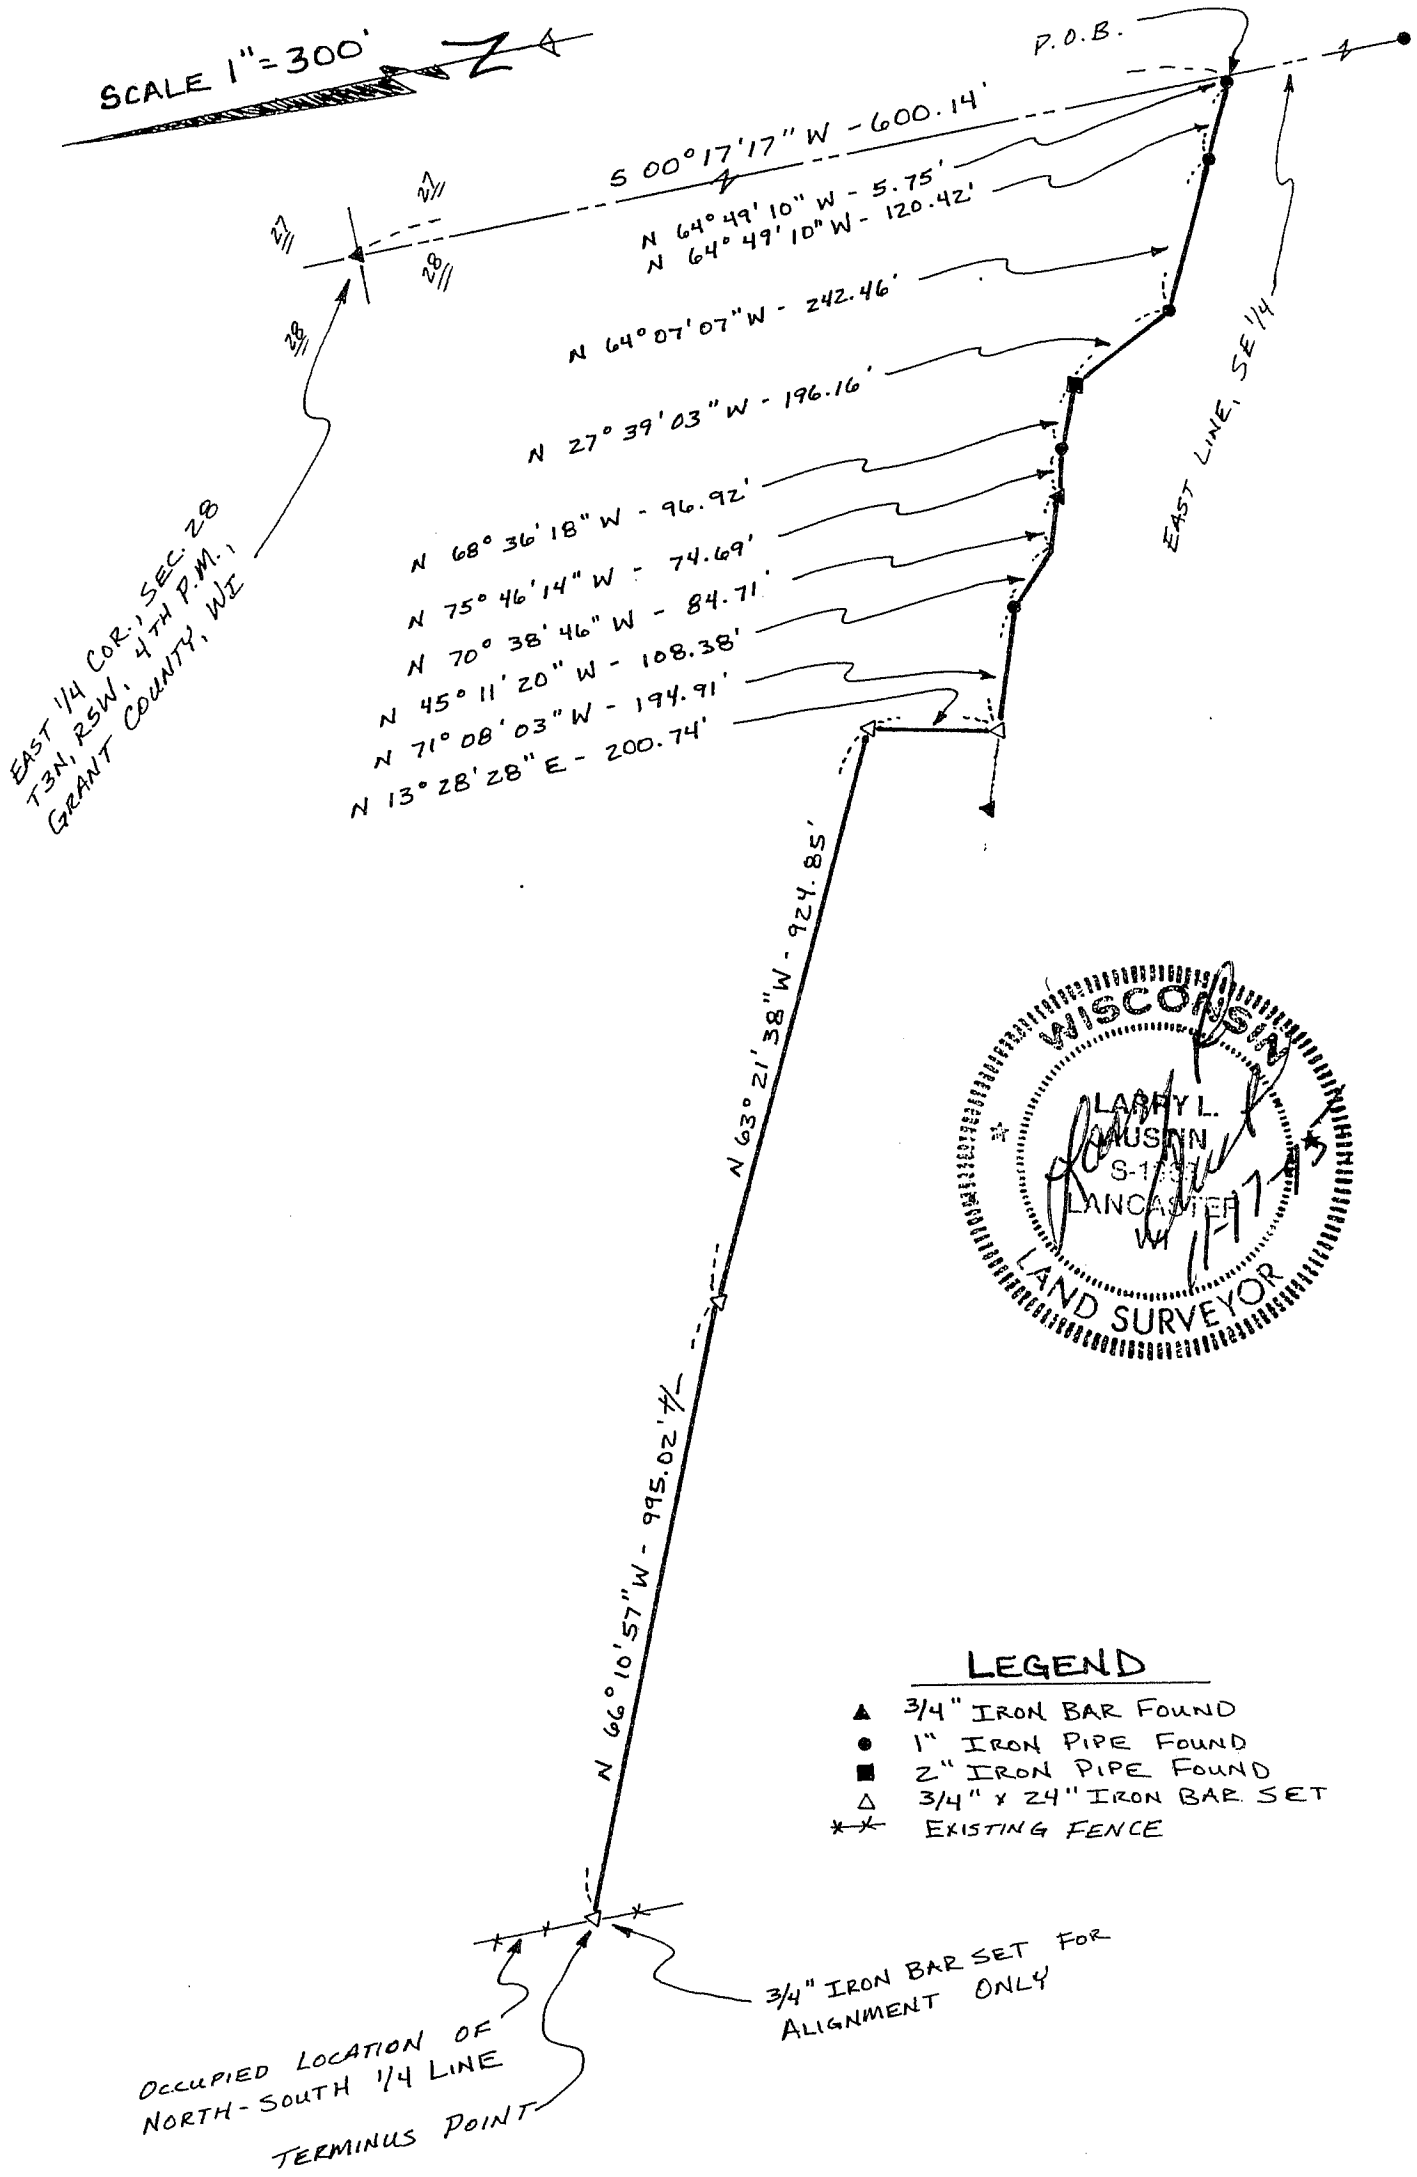 SCALE 1"=300'
N
P.O.B.
S 00°17'17" W - 600.14'
N 64°49'10" W - 5.75'
N 64°49'10" W - 120.42'
N 64°07'07" W - 242.46'
N 27°39'03" W - 196.16'
N 68°36'18" W - 96.92'
N 75°46'14" W - 74.69'
N 70°38'46" W - 84.71'
N 45°11'20" W - 108.38'
N 71°08'03" W - 194.91'
N 13°28'28" E - 200.74'
27
27
28
28
EAST LINE, SE 1/4
EAST 1/4 COR., SEC. 28
T3N, R5W, 4TH P.M.,
GRANT COUNTY, WI
N 63°21'38" W - 924.85'
N 66°10'57" W - 995.02' +/-
WISCONSIN
LARRY L.
AUSTIN
LANCASTER
WI
LAND SURVEYOR
LEGEND
▲ 3/4" IRON BAR FOUND
● 1" IRON PIPE FOUND
■ 2" IRON PIPE FOUND
△ 3/4" x 24" IRON BAR SET
x-x EXISTING FENCE
3/4" IRON BAR SET FOR
ALIGNMENT ONLY
OCCUPIED LOCATION OF
NORTH-SOUTH 1/4 LINE
TERMINUS POINT